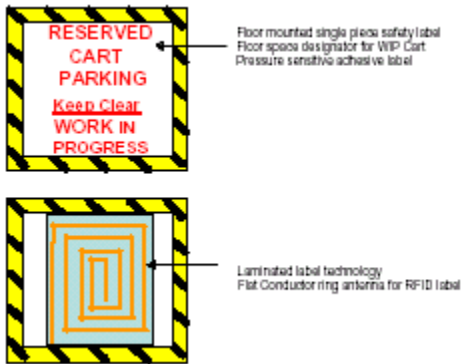 RESERVED
CART
PARKING
Keep Clear
WORK IN
PROGRESS
Floor mounted single piece safety label
Floor space designator for WIP Cart
Pressure sensitive adhesive label
Laminated label technology
Flat Conductor ring antenna for RFID label